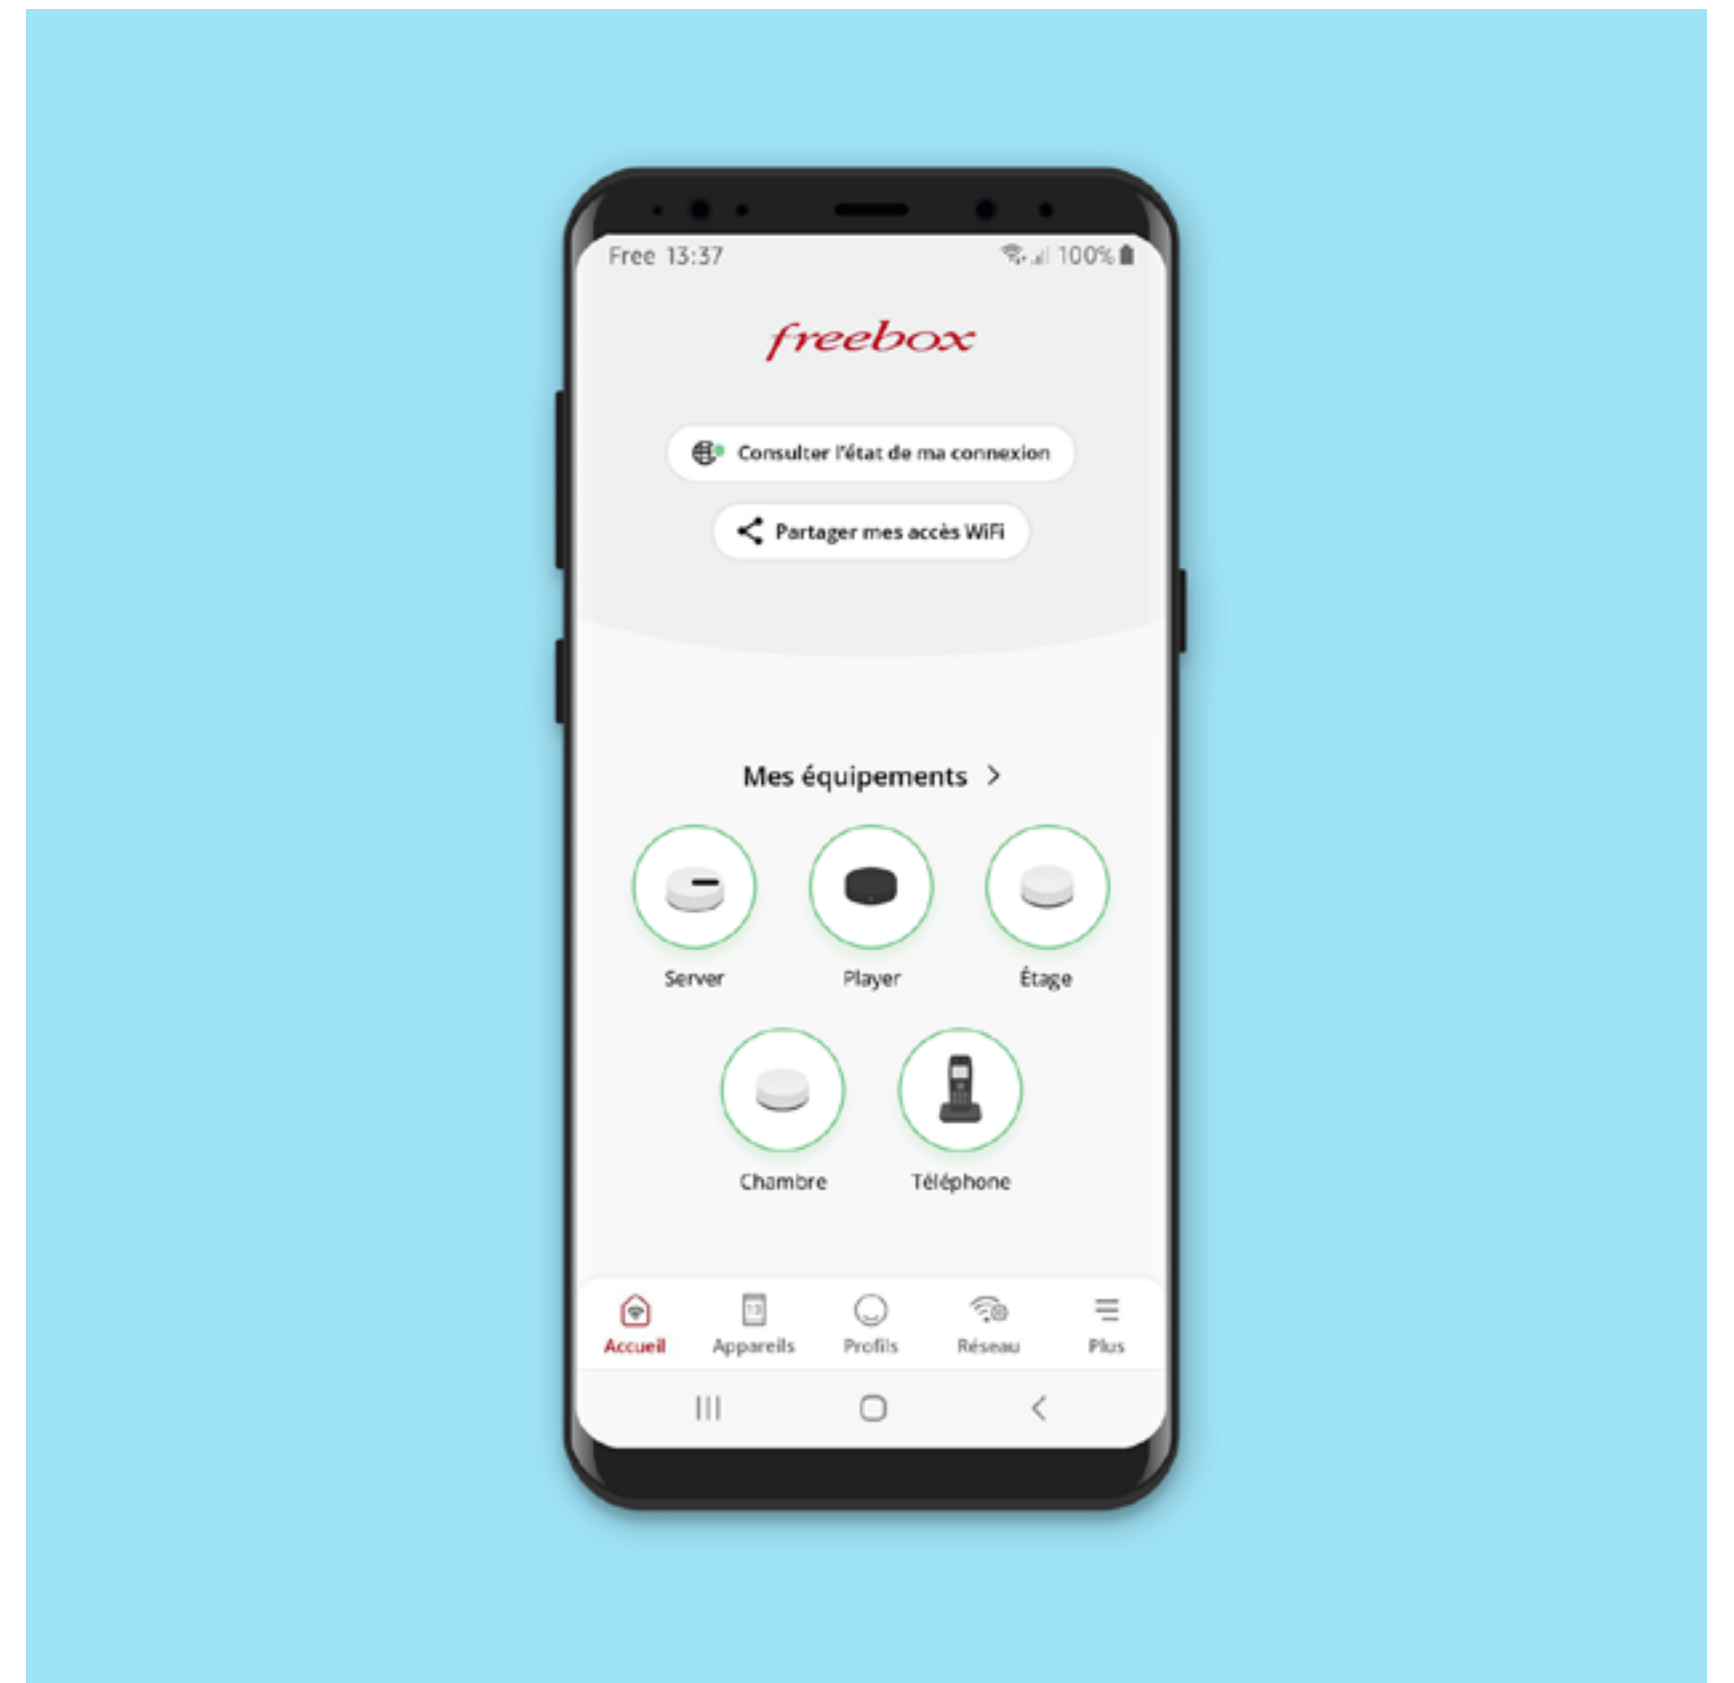 Free 13:37 100%
freebox
Consulter l'état de ma connexion
Partager mes accès WiFi
Mes équipements
Server Player Étage
Chambre Téléphone
13
Accueil Appareils Profils Réseau Plus